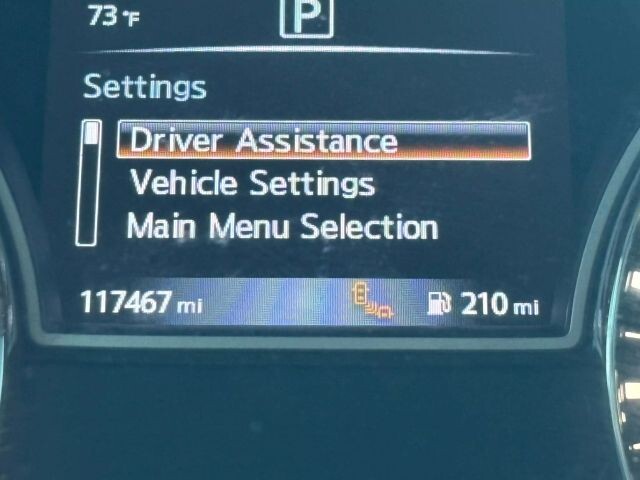 73 °F
P
Settings
Driver Assistance
Vehicle Settings
Main Menu Selection
117467 mi 210 mi